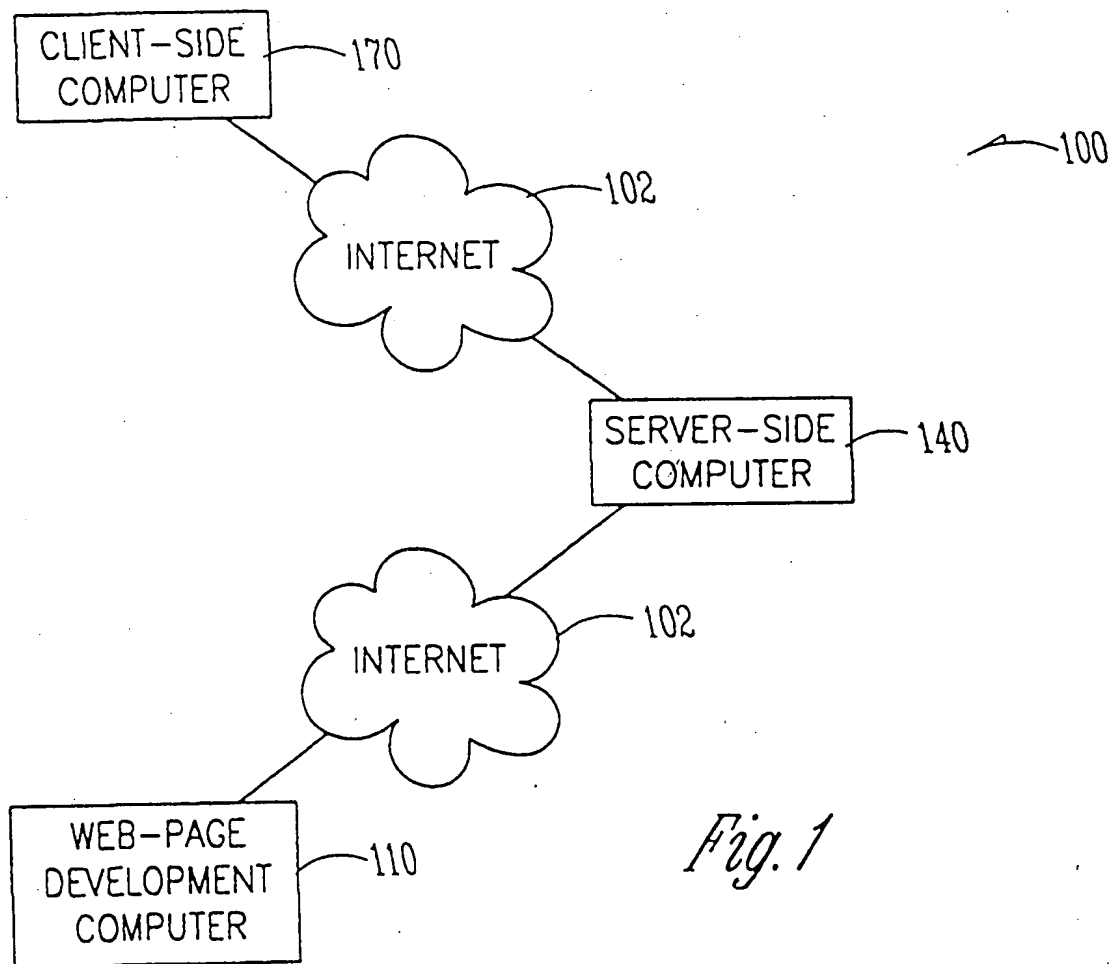 CLIENT-SIDE
COMPUTER
170
100
102
INTERNET
SERVER-SIDE
COMPUTER
140
102
INTERNET
WEB-PAGE
DEVELOPMENT
COMPUTER
110
Fig. 1